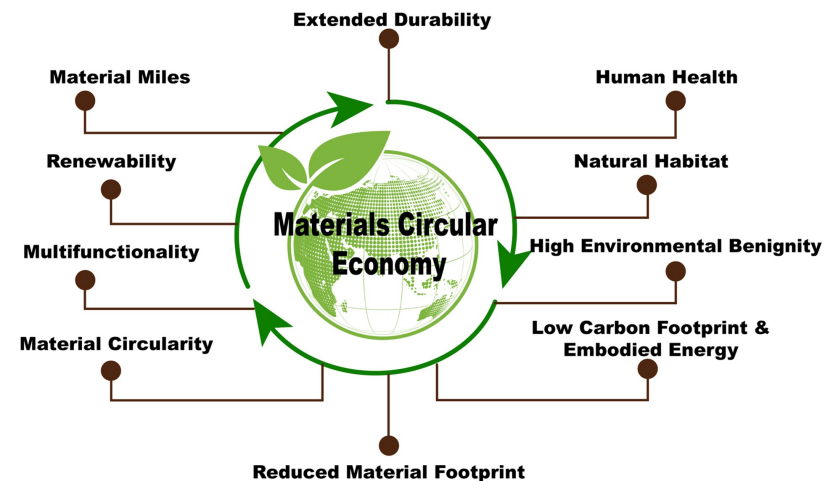 Extended Durability
Material Miles
Human Health
Renewability
Natural Habitat
Materials Circular
Economy
Multifunctionality
High Environmental Benignity
Material Circularity
Low Carbon Footprint &
Embodied Energy
Reduced Material Footprint